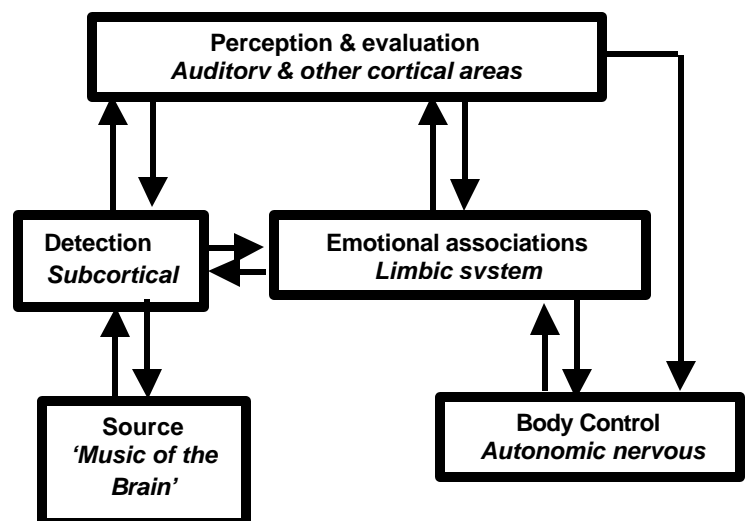 Perception & evaluation
Auditorv & other cortical areas
Detection
Subcortical
Emotional associations
Limbic svstem
Source
‘Music of the
Brain’
Body Control
Autonomic nervous